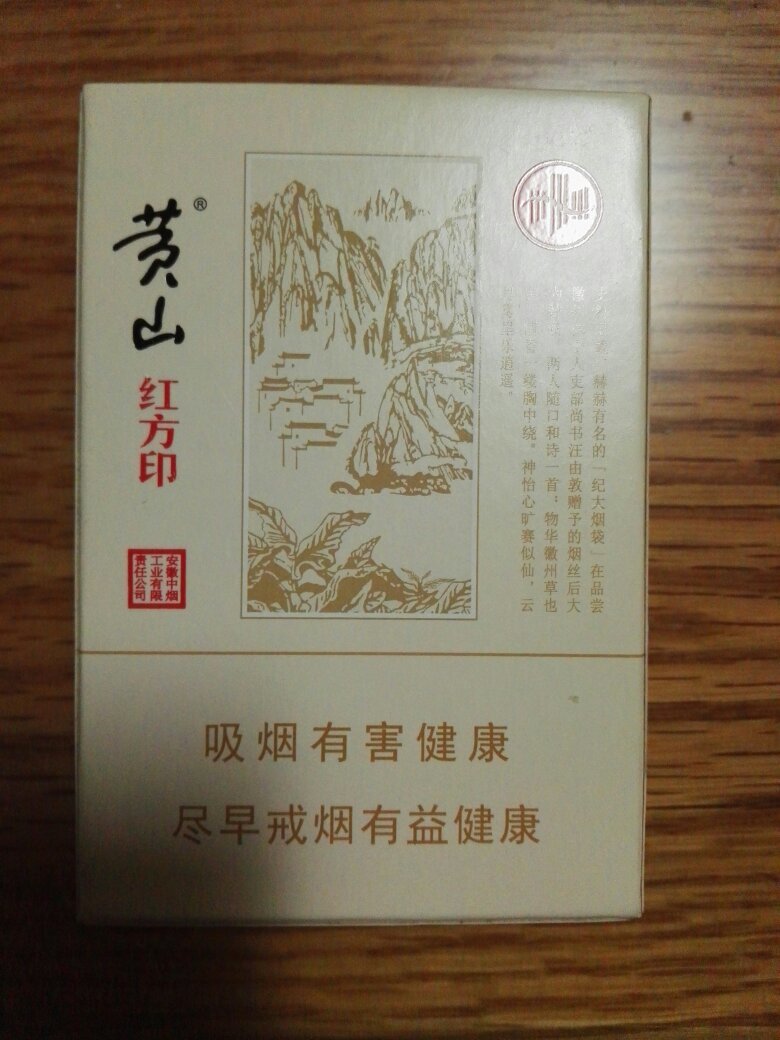 黄山®
红方印
安徽中烟
工业有限
责任公司
赫赫有名的「纪大烟袋」在品尝
人吏部尚书汪由敦赠予的烟丝后大
两人随口和诗一首：物华徽州草也
一缕胸中绕。神怡心旷赛似仙，云
逍遥。
吸烟有害健康
尽早戒烟有益健康